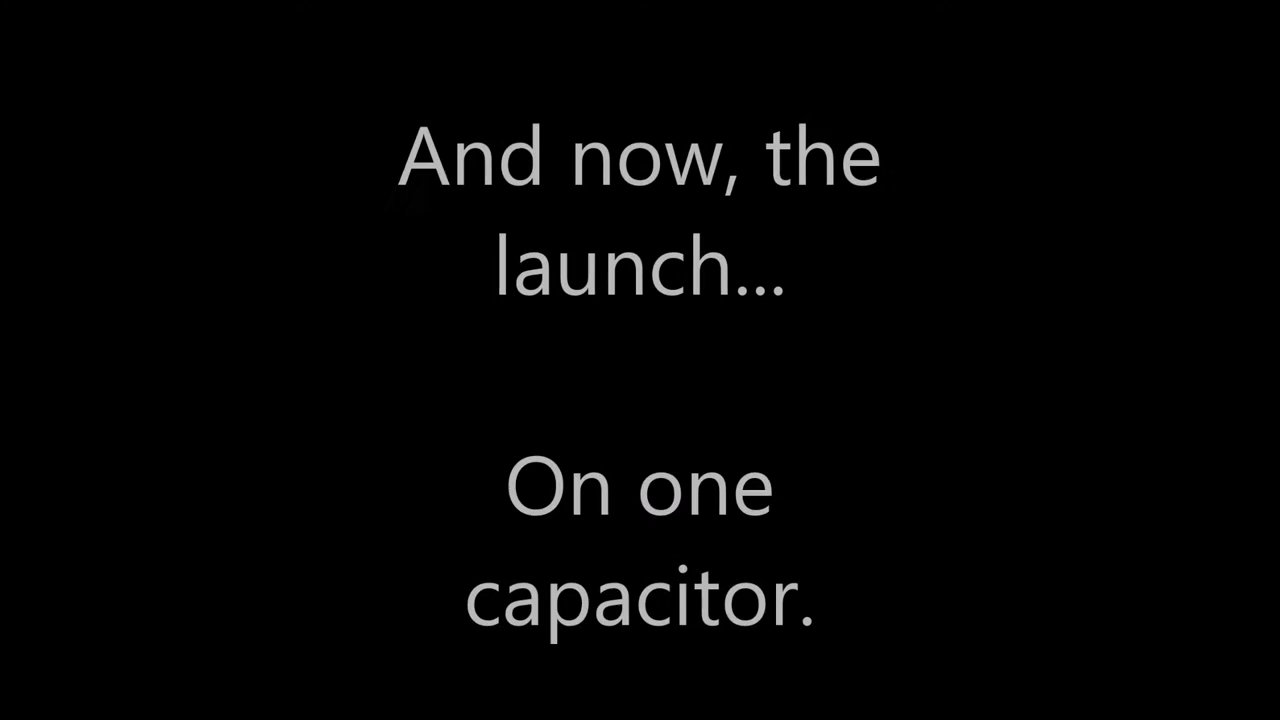 And now, the
launch...
On one
capacitor.